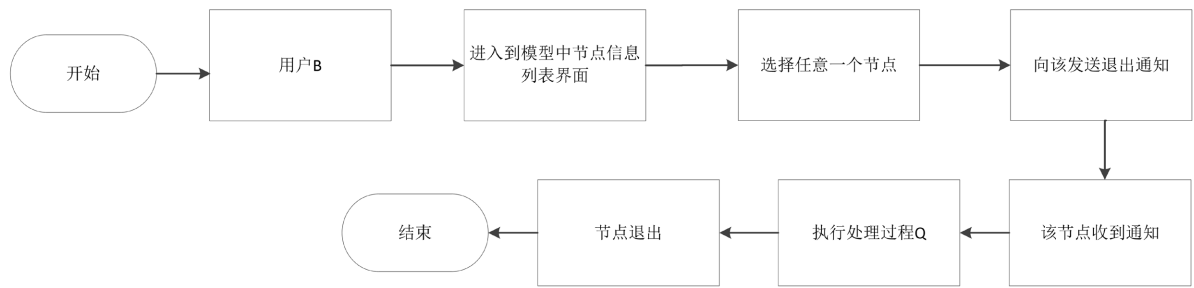 开始
用户B
进入到模型中节点信息
列表界面
选择任意一个节点
向该发送退出通知
该节点收到通知
执行处理过程Q
节点退出
结束